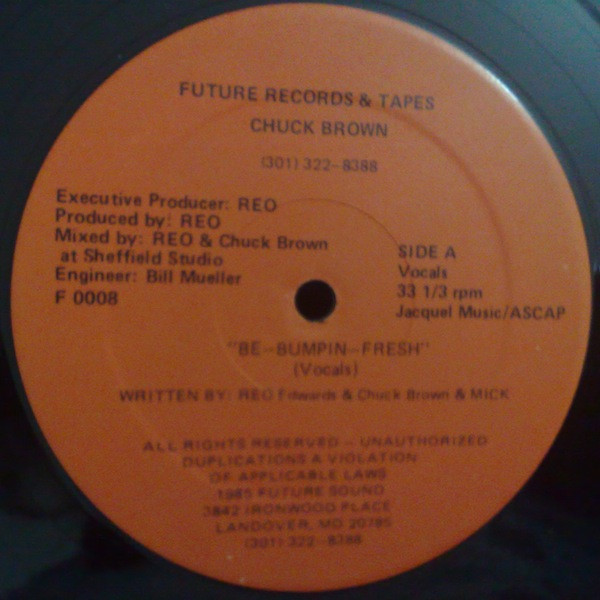 FUTURE RECORDS & TAPES
CHUCK BROWN
(301) 322-8388
Executive Producer: REO
Produced by: REO
Mixed by: REO & Chuck Brown
at Sheffield Studio
Engineer: Bill Mueller
F 0008
SIDE A
Vocals
33 1/3 rpm
Jacquel Music/ASCAP
"BE-BUMPIN-FRESH"
(Vocals)
WRITTEN BY: REO Edwards & Chuck Brown & MICK
ALL RIGHTS RESERVED - UNAUTHORIZED
DUPLICATIONS A VIOLATION
OF APPLICABLE LAWS
1985 FUTURE SOUND
3842 IRONWOOD PLACE
LANDOVER, MD 20785
(301) 322-8388